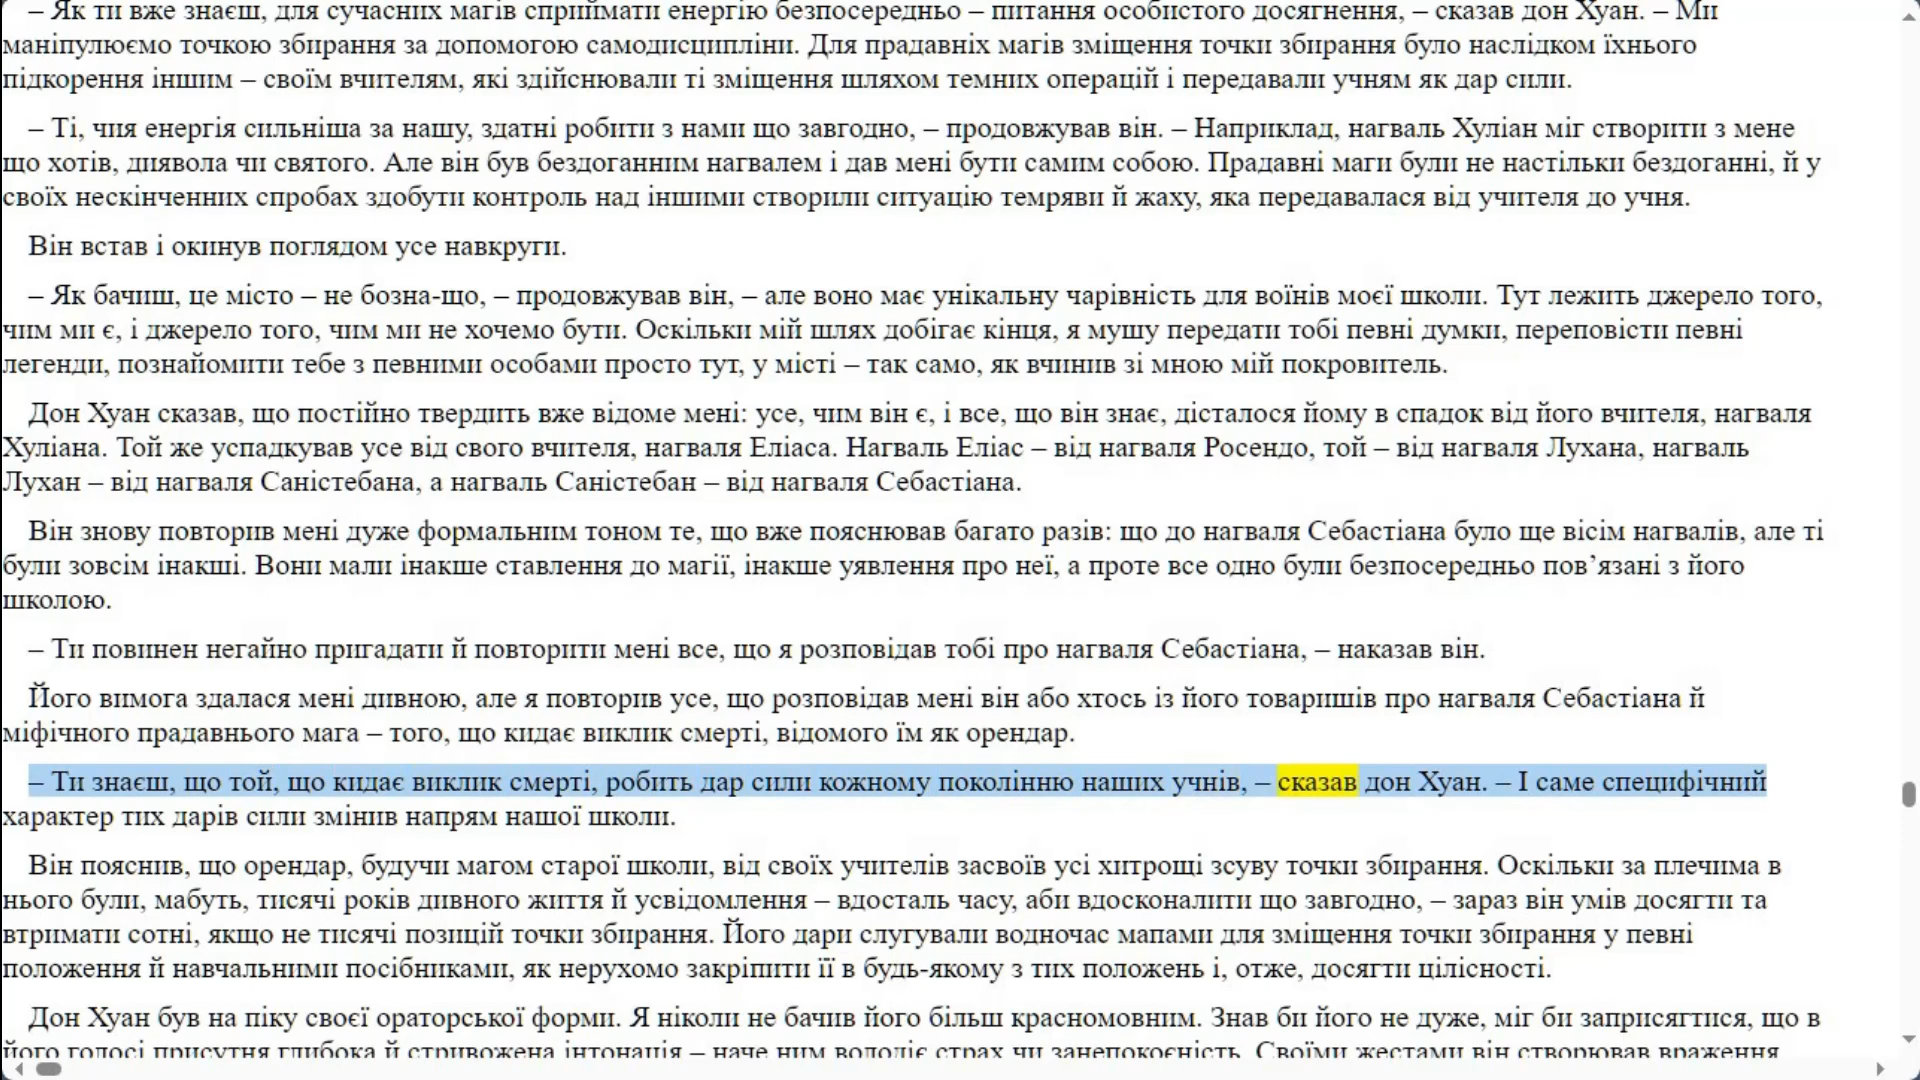 – Як ти вже знаєш, для сучасних магів сприймати енергію безпосередньо – питання особистого досягнення, – сказав дон Хуан. – Ми
маніпулюємо точкою збирання за допомогою самодисципліни. Для прадавніх магів зміщення точки збирання було наслідком їхнього
підкорення іншим – своїм вчителям, які здійснювали ті зміщення шляхом темних операцій і передавали учням як дар сили.
– Ті, чия енергія сильніша за нашу, здатні робити з нами що завгодно, – продовжував він. – Наприклад, нагваль Хуліан міг створити з мене
що хотів, диявола чи святого. Але він був бездоганним нагвалем і дав мені бути самим собою. Прадавні маги були не настільки бездоганні, й у
своїх нескінченних спробах здобути контроль над іншими створили ситуацію темряви й жаху, яка передавалася від учителя до учня.
Він встав і окинув поглядом усе навкруги.
– Як бачиш, це місто – не бозна-що, – продовжував він, – але воно має унікальну чарівність для воїнів моєї школи. Тут лежить джерело того,
чим ми є, і джерело того, чим ми не хочемо бути. Оскільки мій шлях добігає кінця, я мушу передати тобі певні думки, переповісти певні
легенди, познайомити тебе з певними особами просто тут, у місті – так само, як вчинив зі мною мій покровитель.
Дон Хуан сказав, що постійно твердить вже відоме мені: усе, чим він є, і все, що він знає, дісталося йому в спадок від його вчителя, нагваля
Хуліана. Той же успадкував усе від свого вчителя, нагваля Еліаса. Нагваль Еліас – від нагваля Росендо, той – від нагваля Лухана, нагваль
Лухан – від нагваля Саністебана, а нагваль Саністебан – від нагваля Себастіана.
Він знову повторив мені дуже формальним тоном те, що вже пояснював багато разів: що до нагваля Себастіана було ще вісім нагвалів, але ті
були зовсім інакші. Вони мали інакше ставлення до магії, інакше уявлення про неї, а проте все одно були безпосередньо пов’язані з його
школою.
– Ти повинен негайно пригадати й повторити мені все, що я розповідав тобі про нагваля Себастіана, – наказав він.
Його вимога здалася мені дивною, але я повторив усе, що розповідав мені він або хтось із його товаришів про нагваля Себастіана й
міфічного прадавнього мага – того, що кидає виклик смерті, відомого їм як орендар.
– Ти знаєш, що той, що кидає виклик смерті, робить дар сили кожному поколінню наших учнів, – сказав дон Хуан. – І саме специфічний
характер тих дарів сили змінив напрям нашої школи.
Він пояснив, що орендар, будучи магом старої школи, від своїх учителів засвоїв усі хитрощі зсуву точки збирання. Оскільки за плечима в
нього були, мабуть, тисячі років дивного життя й усвідомлення – вдосталь часу, аби вдосконалити що завгодно, – зараз він умів досягти та
втримати сотні, якщо не тисячі позицій точки збирання. Його дари слугували водночас мапами для зміщення точки збирання у певні
положення й навчальними посібниками, як нерухомо закріпити її в будь-якому з тих положень і, отже, досягти цілісності.
Дон Хуан був на піку своєї ораторської форми. Я ніколи не бачив його більш красномовним. Знав би його не дуже, міг би заприсягтися, що в
його голосі присутня глибока й стривожена інтонація – наче ним володіє страх чи занепокоєність. Своїми жестами він створював враження